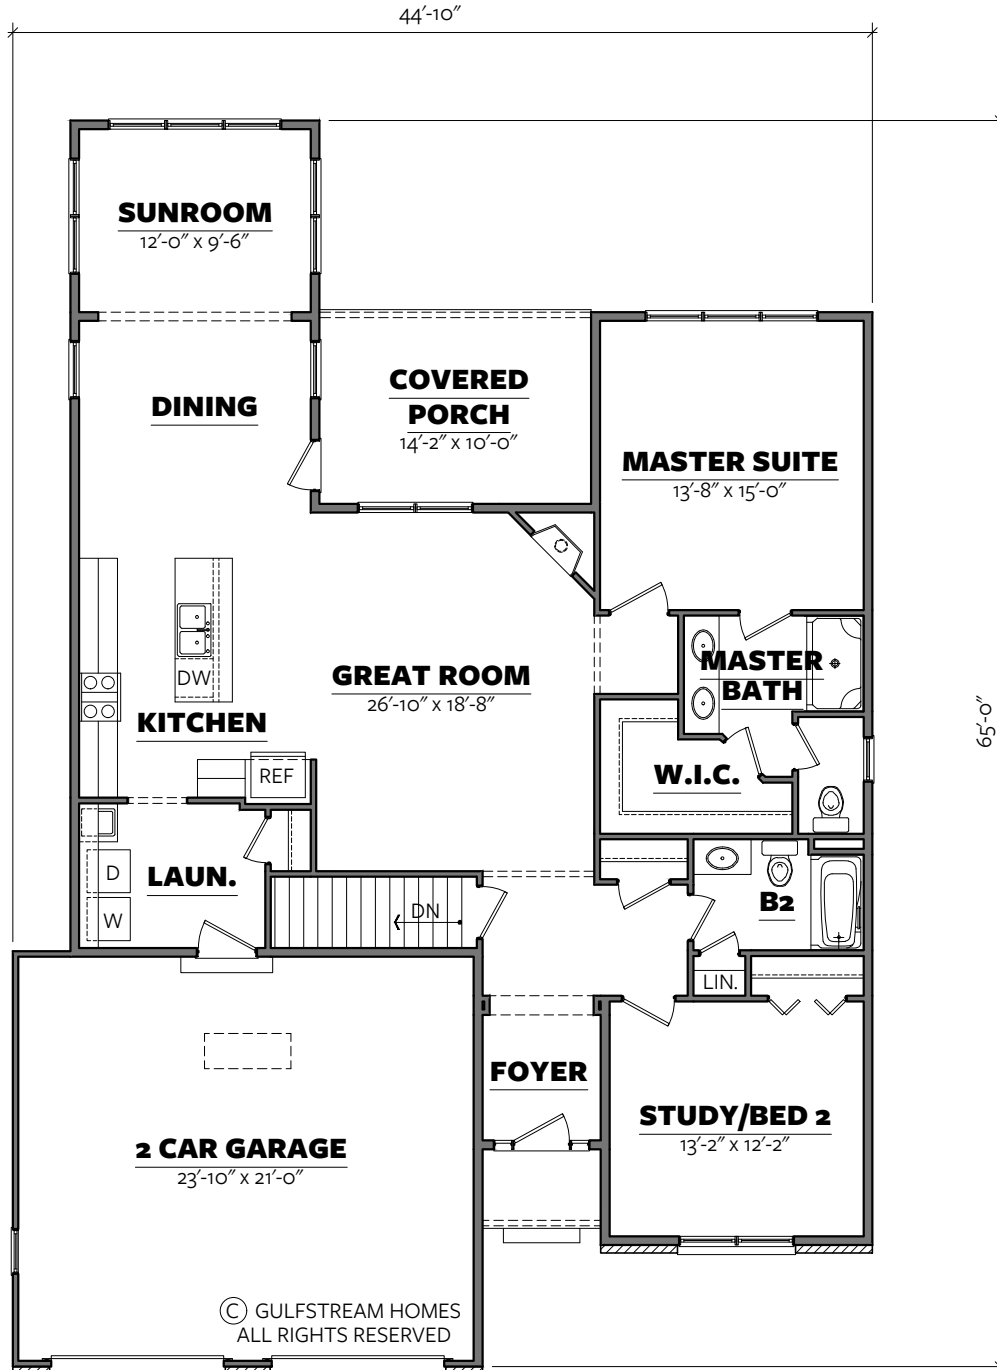 44'-10"
SUNROOM
12'-0" x 9'-6"
DINING
COVERED
PORCH
14'-2" x 10'-0"
MASTER SUITE
13'-8" x 15'-0"
MASTER
BATH
DW
GREAT ROOM
26'-10" x 18'-8"
KITCHEN
65'-0"
REF
W.I.C.
D
LAUN.
W
DN
B2
LIN.
FOYER
STUDY/BED 2
13'-2" x 12'-2"
2 CAR GARAGE
23'-10" x 21'-0"
© GULFSTREAM HOMES
ALL RIGHTS RESERVED